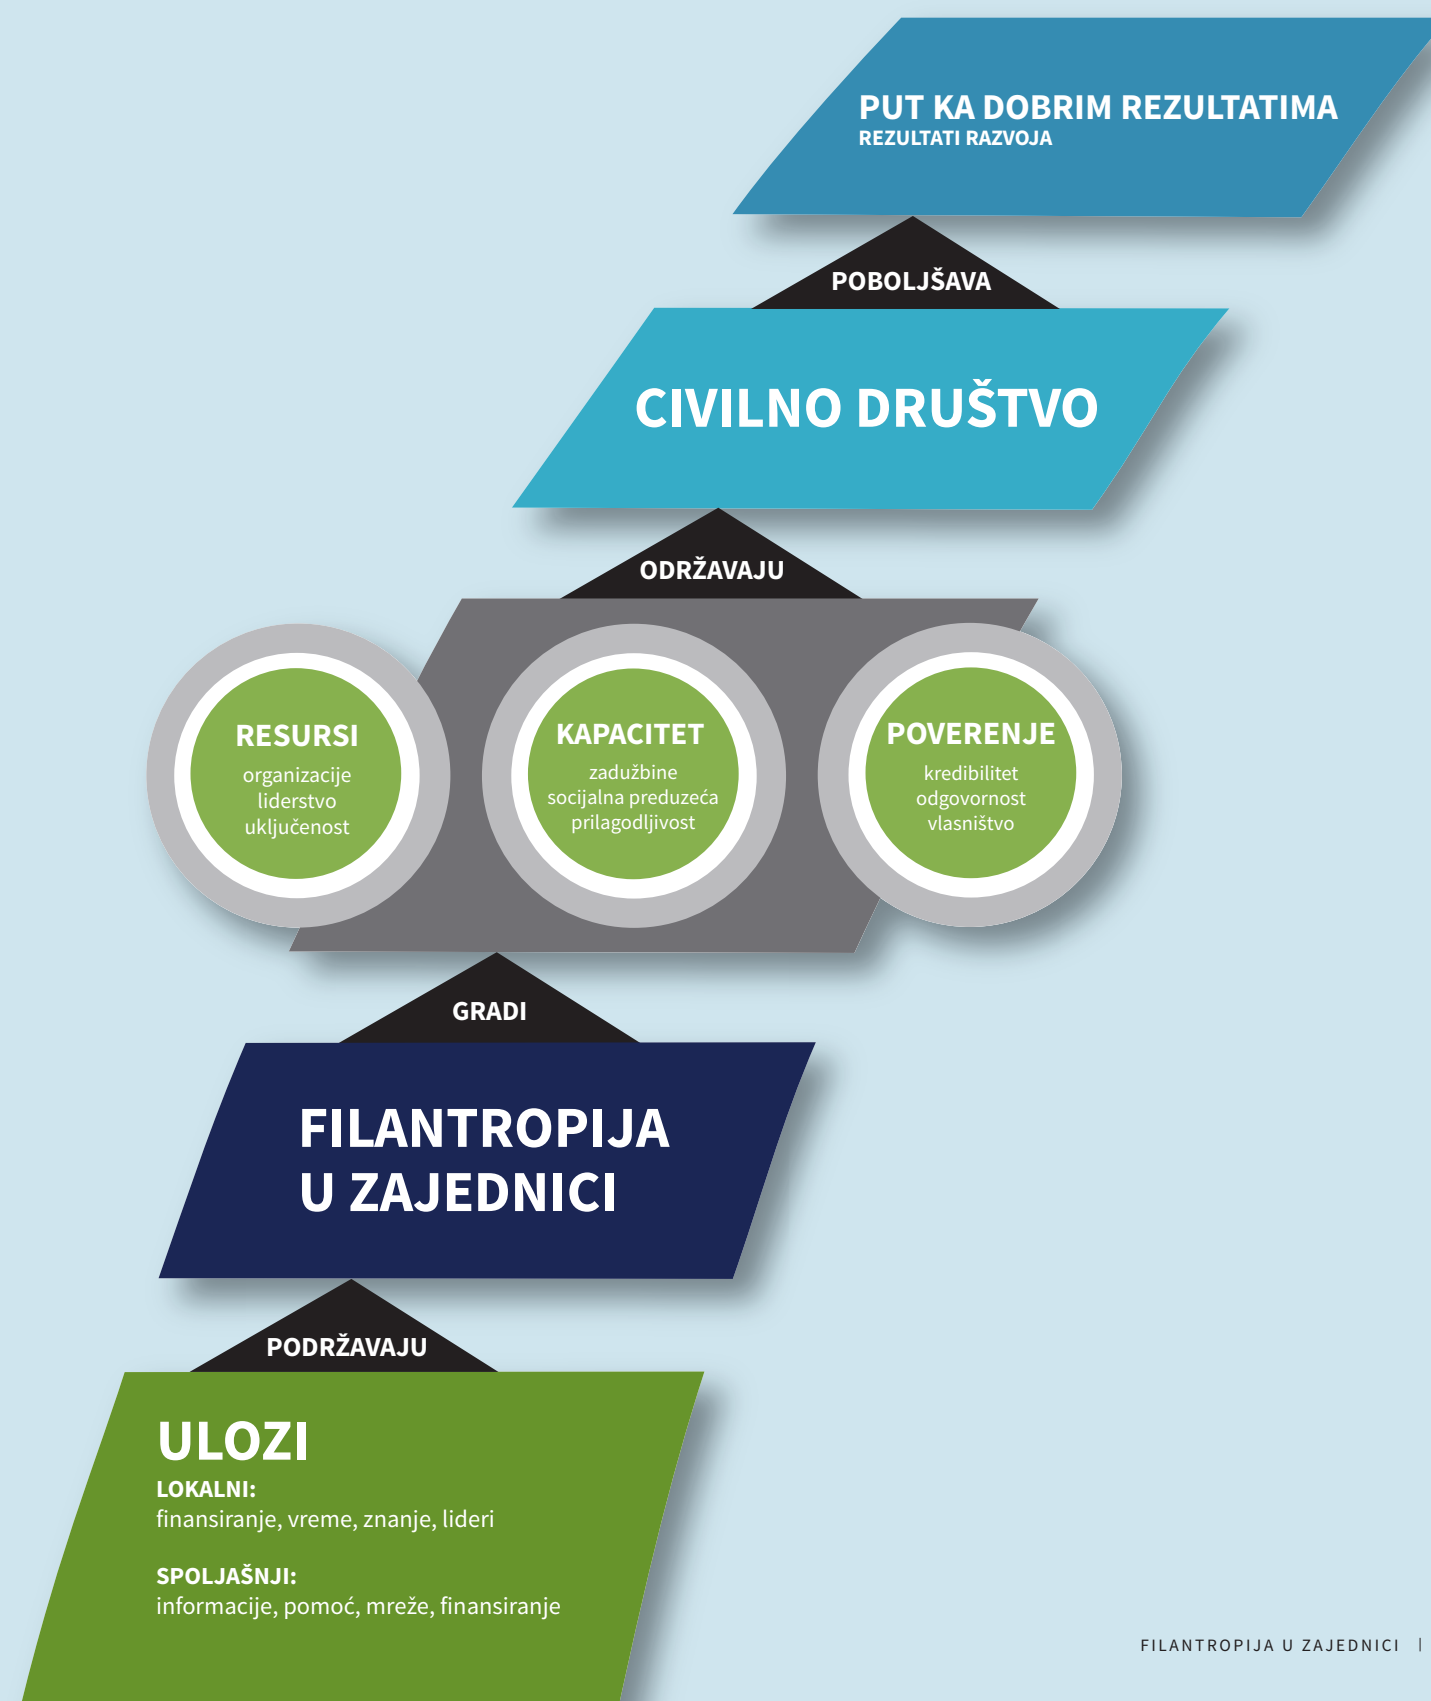 PUT KA DOBRIM REZULTATIMA
REZULTATI RAZVOJA
POBOLJŠAVA
CIVILNO DRUŠTVO
ODRŽAVAJU
RESURSI
organizacije
liderstvo
uključenost
KAPACITET
zadužbine
socijalna preduzeća
prilagodljivost
POVERENJE
kredibilitet
odgovornost
vlasništvo
GRADI
FILANTROPIJA
U ZAJEDNICI
PODRŽAVAJU
ULOZI
LOKALNI:
finansiranje, vreme, znanje, lideri
SPOLJAŠNJI:
informacije, pomoć, mreže, finansiranje
FILANTROPIJA U ZAJEDNICI |